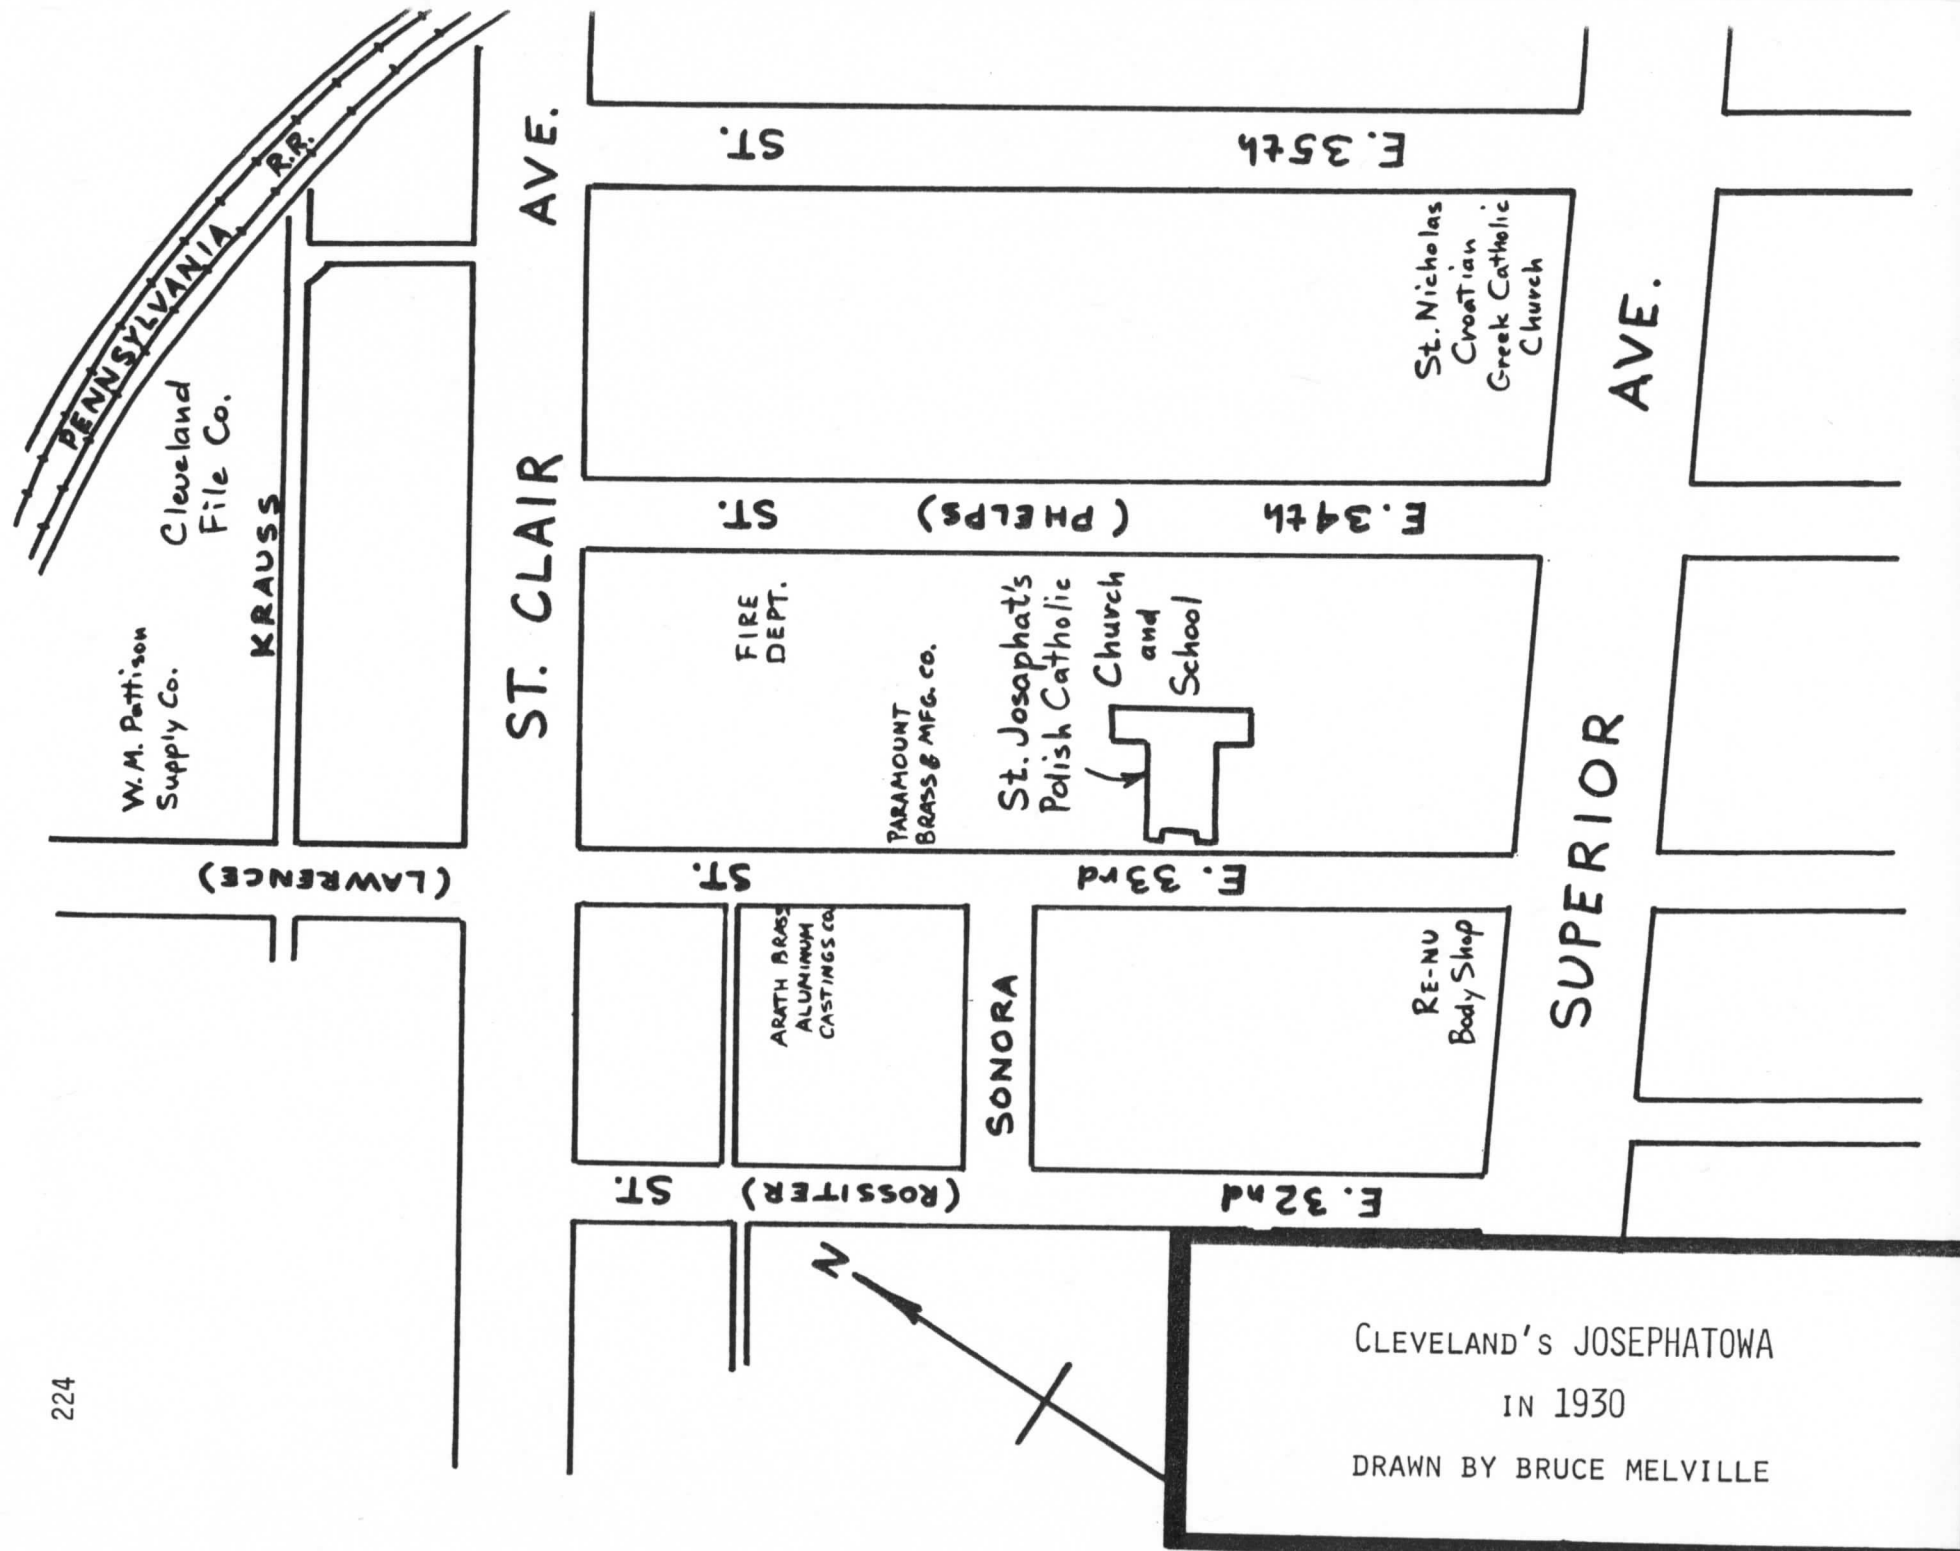 PENNSYLVANIA R.R.
Cleveland
File Co.
W.M. Pattison
Supply Co.
KRAUSS
(LAWRENCE)
ST. CLAIR AVE.
E. 35th ST.
St. Nicholas
Croatian
Greek Catholic
Church
E. 34th (PHELPS) ST.
FIRE
DEPT.
PARAMOUNT
BRASS & MFG. CO.
St. Josaphat's
Polish Catholic
Church
and
School
E. 33rd ST.
ARATH BRASS
ALUMINUM
CASTINGS CO.
SONORA
RE-NU
Body Shop
E. 32nd (ROSSITER) ST.
SUPERIOR AVE.
N
CLEVELAND'S JOSEPHATOWA
IN 1930
DRAWN BY BRUCE MELVILLE
224